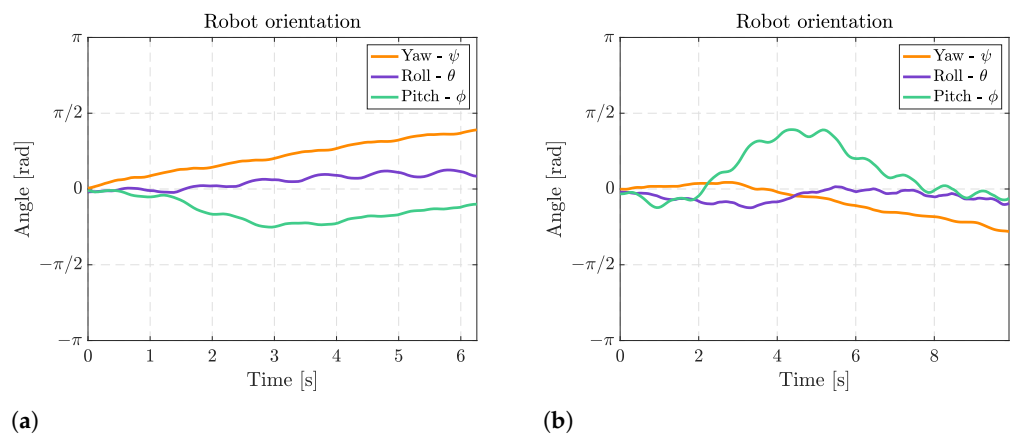 Robot orientation
π
π/2
0
−π/2
−π
Angle [rad]
Yaw - ψ
Roll - θ
Pitch - ϕ
0 1 2 3 4 5 6
Time [s]
(a)
Robot orientation
π
π/2
0
−π/2
−π
Angle [rad]
Yaw - ψ
Roll - θ
Pitch - ϕ
0 2 4 6 8
Time [s]
(b)